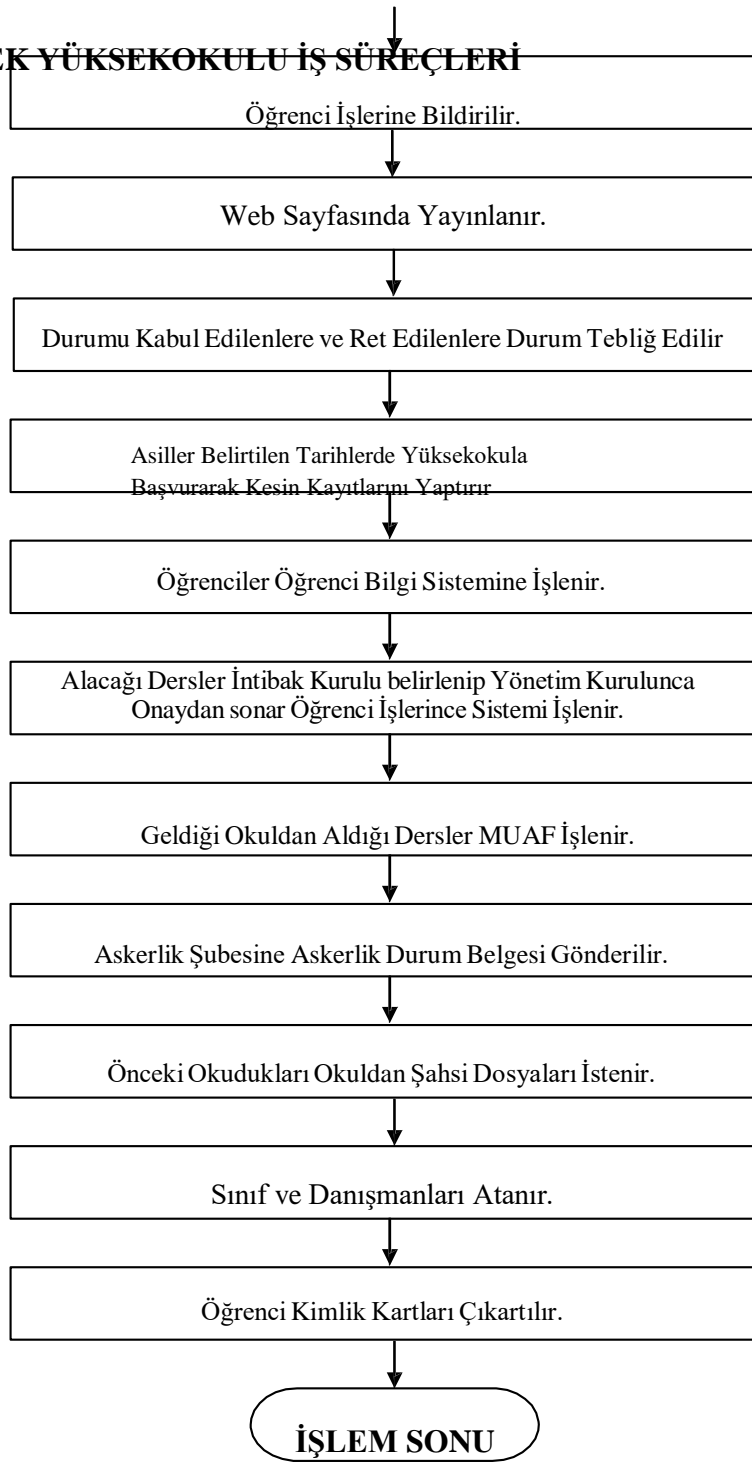 EK YÜKSEKOKULU İŞ SÜREÇLERİ
Öğrenci İşlerine Bildirilir.
Web Sayfasında Yayınlanır.
Durumu Kabul Edilenlere ve Ret Edilenlere Durum Tebliğ Edilir
Asiller Belirtilen Tarihlerde Yüksekokula
Başvurarak Kesin Kayıtlarını Yaptırır
Öğrenciler Öğrenci Bilgi Sistemine İşlenir.
Alacağı Dersler İntibak Kurulu belirlenip Yönetim Kurulunca
Onaydan sonar Öğrenci İşlerince Sistemi İşlenir.
Geldiği Okuldan Aldığı Dersler MUAF İşlenir.
Askerlik Şubesine Askerlik Durum Belgesi Gönderilir.
Önceki Okudukları Okuldan Şahsi Dosyaları İstenir.
Sınıf ve Danışmanları Atanır.
Öğrenci Kimlik Kartları Çıkartılır.
İŞLEM SONU